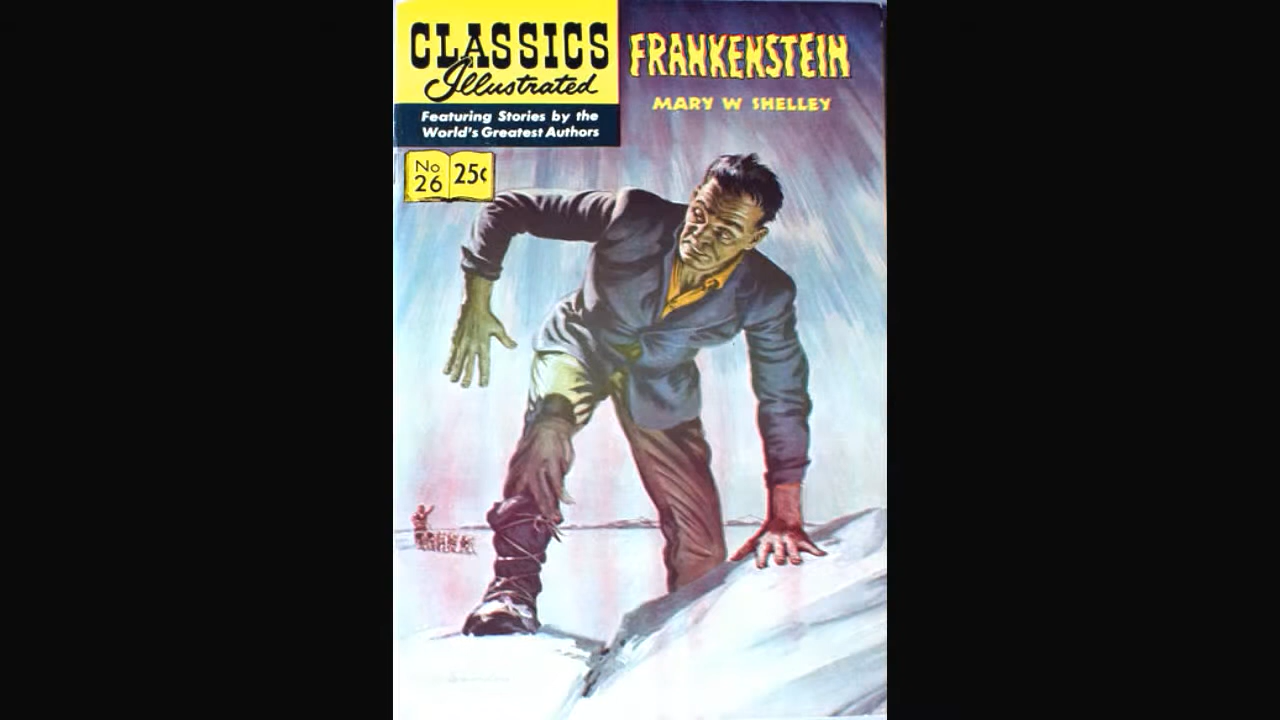 CLASSICS
Illustrated
Featuring Stories by the
World's Greatest Authors
No
26
25¢
FRANKENSTEIN
MARY W SHELLEY